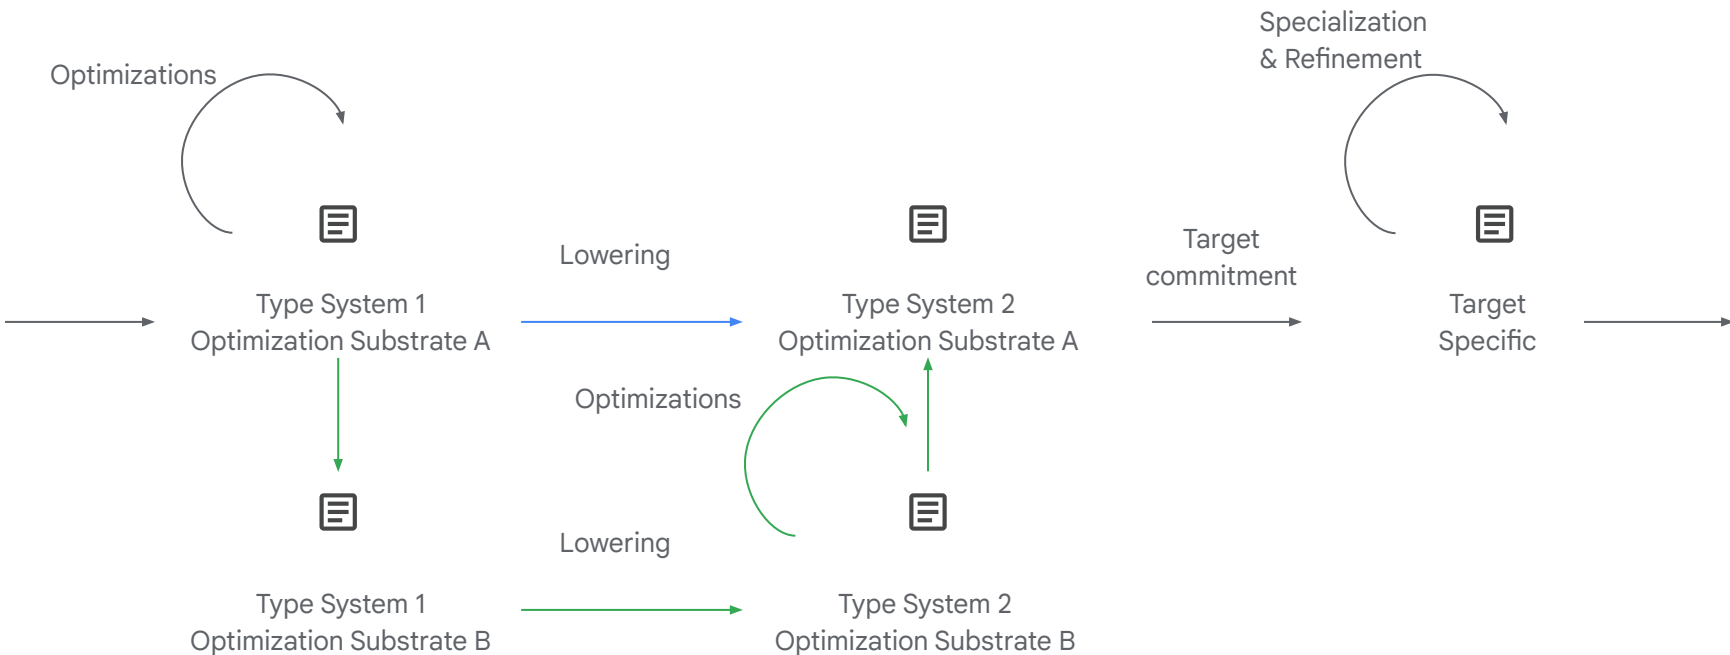 Specialization
& Refinement
Optimizations
Target
commitment
Lowering
Type System 1
Optimization Substrate A
Type System 2
Optimization Substrate A
Target
Specific
Optimizations
Lowering
Type System 1
Optimization Substrate B
Type System 2
Optimization Substrate B